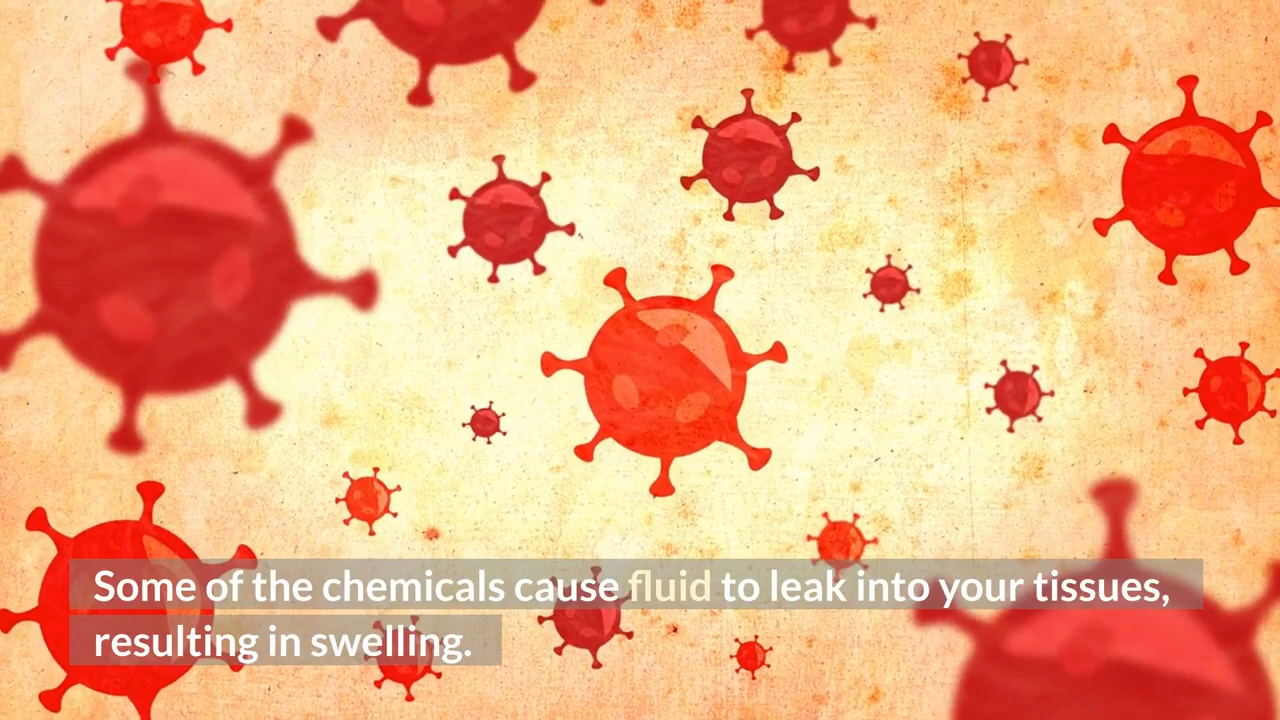 Some of the chemicals cause fluid to leak into your tissues,
resulting in swelling.